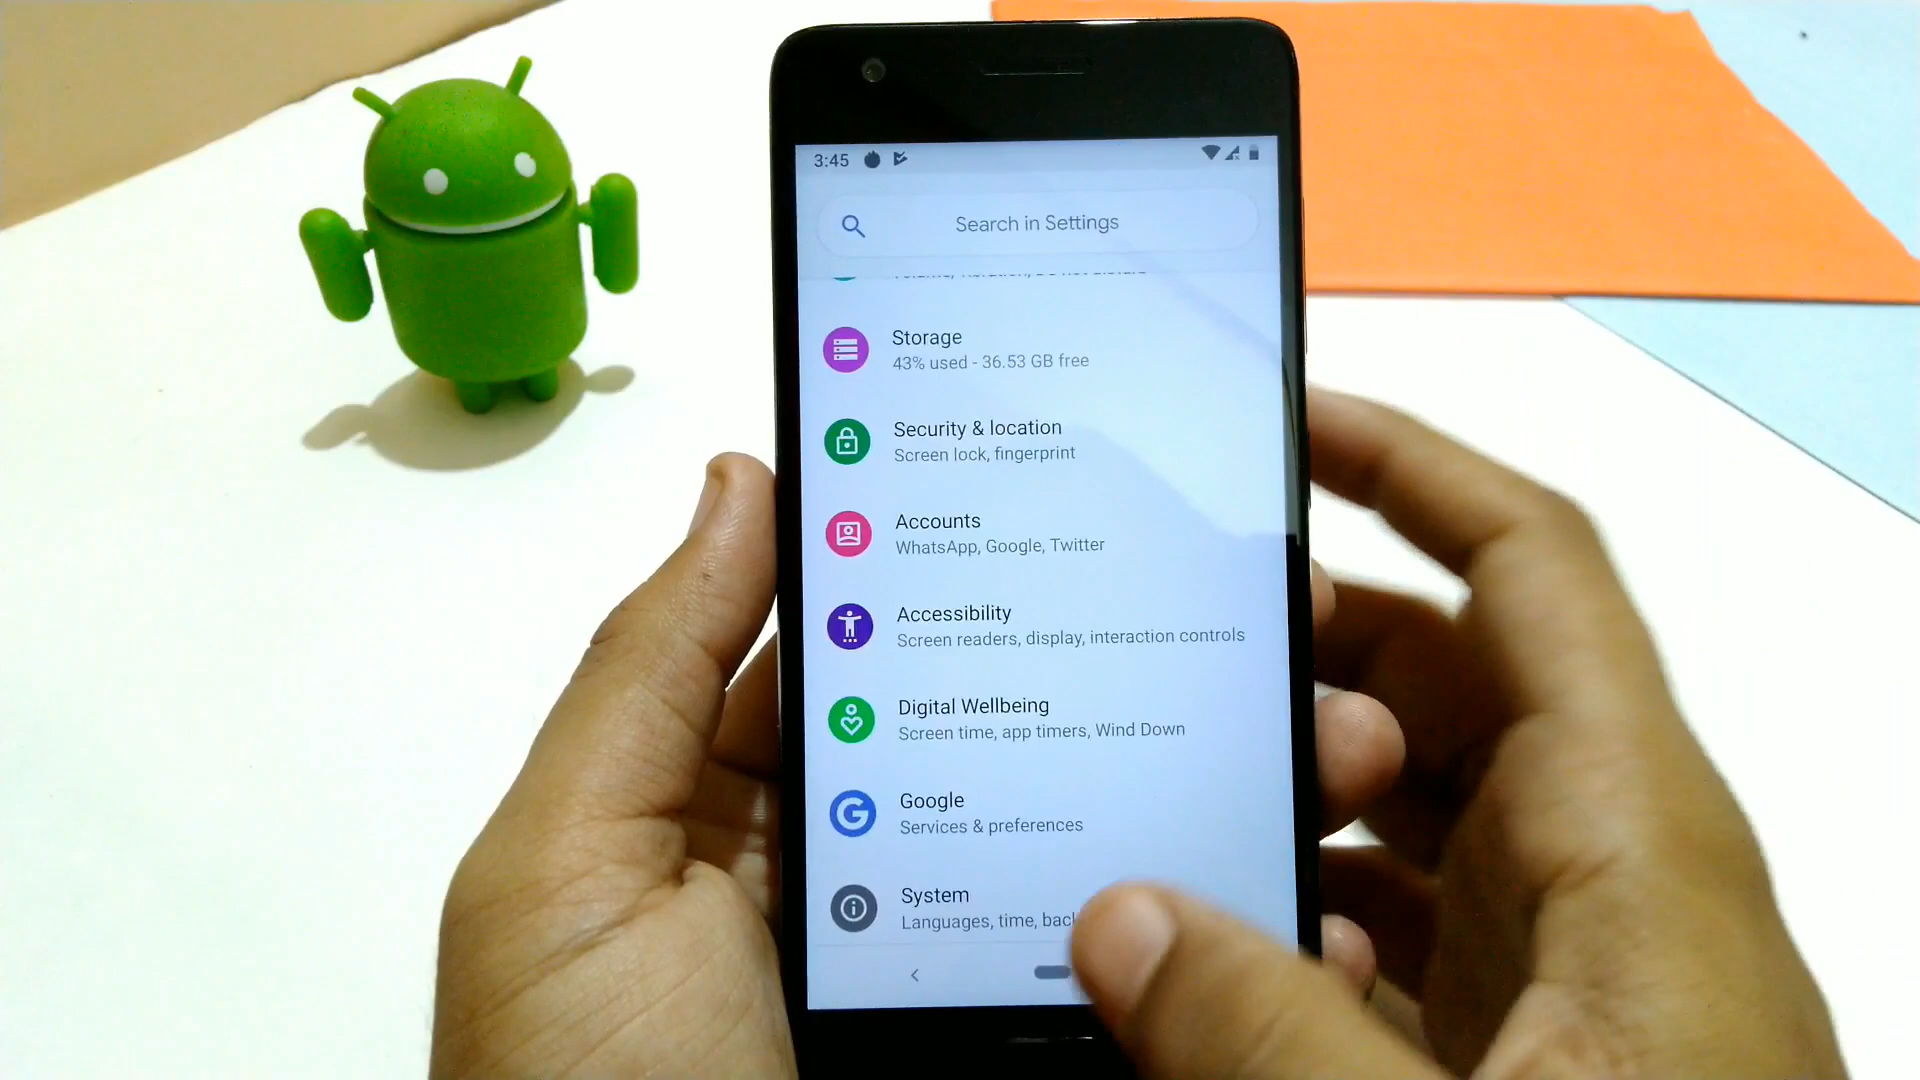 3:45
Search in Settings
Storage
43% used - 36.53 GB free
Security & location
Screen lock, fingerprint
Accounts
WhatsApp, Google, Twitter
Accessibility
Screen readers, display, interaction controls
Digital Wellbeing
Screen time, app timers, Wind Down
Google
Services & preferences
System
Languages, time,